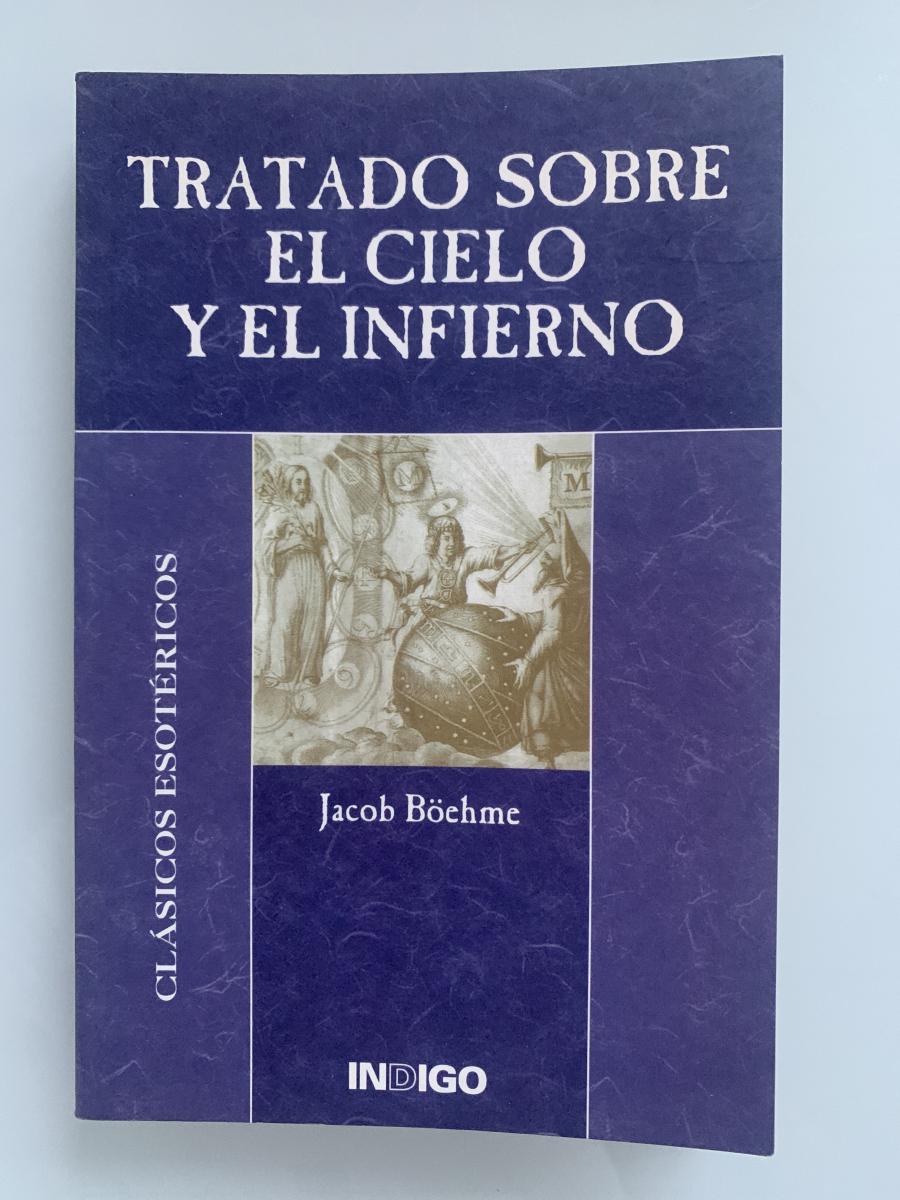 TRATADO SOBRE
EL CIELO
Y EL INFIERNO
M
M
CLÁSICOS ESOTÉRICOS
Jacob Böehme
INDIGO